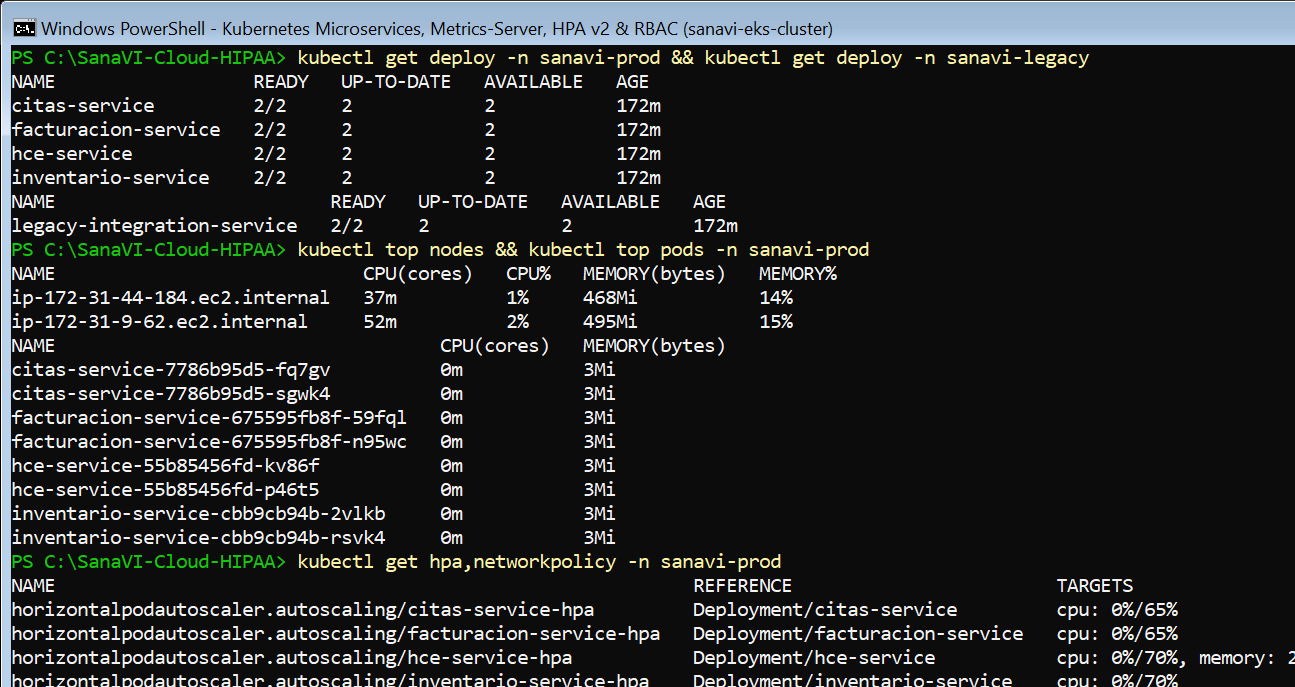 Windows PowerShell - Kubernetes Microservices, Metrics-Server, HPA v2 & RBAC (sanavi-eks-cluster)
PS C:\SanaVI-Cloud-HIPAA> kubectl get deploy -n sanavi-prod && kubectl get deploy -n sanavi-legacy
NAME READY UP-TO-DATE AVAILABLE AGE
citas-service 2/2 2 2 172m
facturacion-service 2/2 2 2 172m
hce-service 2/2 2 2 172m
inventario-service 2/2 2 2 172m
NAME READY UP-TO-DATE AVAILABLE AGE
legacy-integration-service 2/2 2 2 172m
PS C:\SanaVI-Cloud-HIPAA> kubectl top nodes && kubectl top pods -n sanavi-prod
NAME CPU(cores) CPU% MEMORY(bytes) MEMORY%
ip-172-31-44-184.ec2.internal 37m 1% 468Mi 14%
ip-172-31-9-62.ec2.internal 52m 2% 495Mi 15%
NAME CPU(cores) MEMORY(bytes)
citas-service-7786b95d5-fq7gv 0m 3Mi
citas-service-7786b95d5-sgwk4 0m 3Mi
facturacion-service-675595fb8f-59fql 0m 3Mi
facturacion-service-675595fb8f-n95wc 0m 3Mi
hce-service-55b85456fd-kv86f 0m 3Mi
hce-service-55b85456fd-p46t5 0m 3Mi
inventario-service-cbb9cb94b-2vlkb 0m 3Mi
inventario-service-cbb9cb94b-rsvk4 0m 3Mi
PS C:\SanaVI-Cloud-HIPAA> kubectl get hpa,networkpolicy -n sanavi-prod
NAME REFERENCE TARGETS
horizontalpodautoscaler.autoscaling/citas-service-hpa Deployment/citas-service cpu: 0%/65%
horizontalpodautoscaler.autoscaling/facturacion-service-hpa Deployment/facturacion-service cpu: 0%/65%
horizontalpodautoscaler.autoscaling/hce-service-hpa Deployment/hce-service cpu: 0%/70%, memory: 2
horizontalpodautoscaler.autoscaling/inventario-service-hpa Deployment/inventario-service cpu: 0%/70%